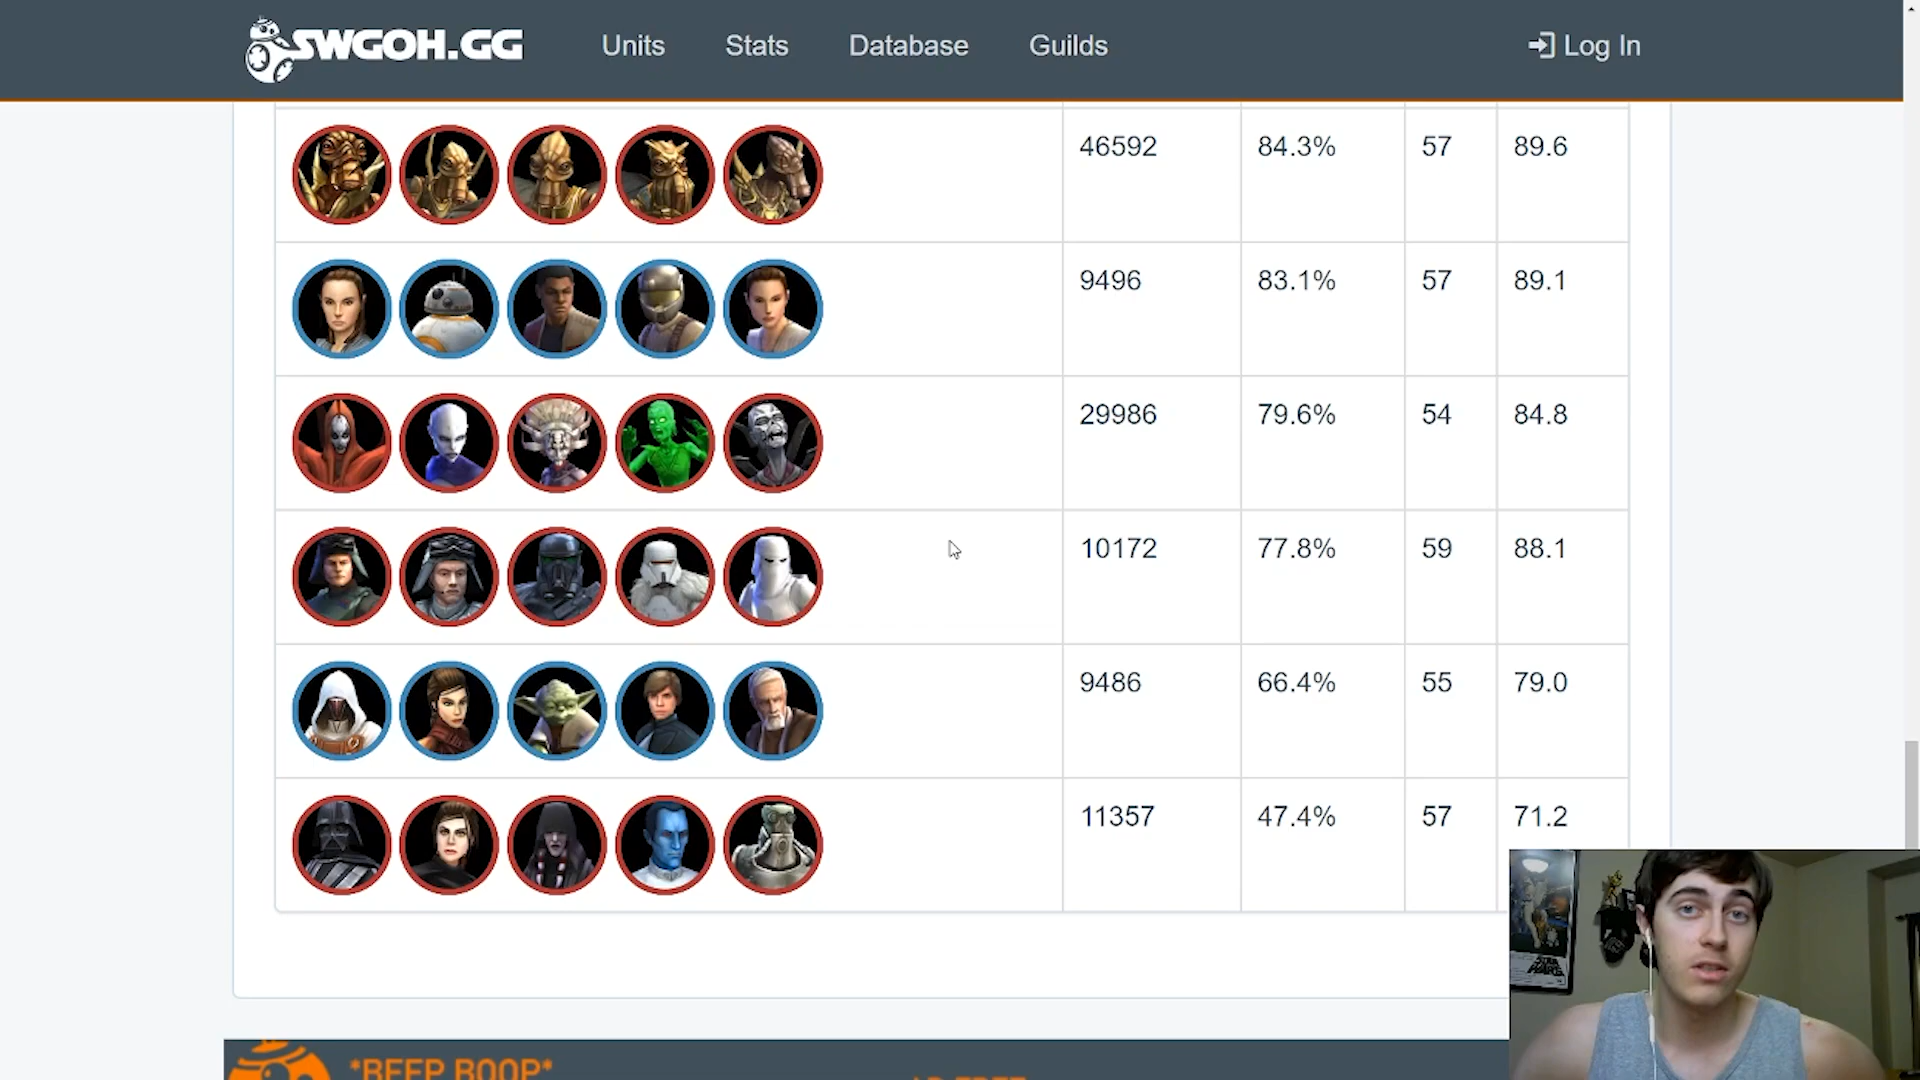 SWGOH.GG Units Stats Database Guilds Log In
46592 84.3% 57 89.6
9496 83.1% 57 89.1
29986 79.6% 54 84.8
10172 77.8% 59 88.1
9486 66.4% 55 79.0
11357 47.4% 57 71.2
STAR
WARS
*BEEP BOOP*